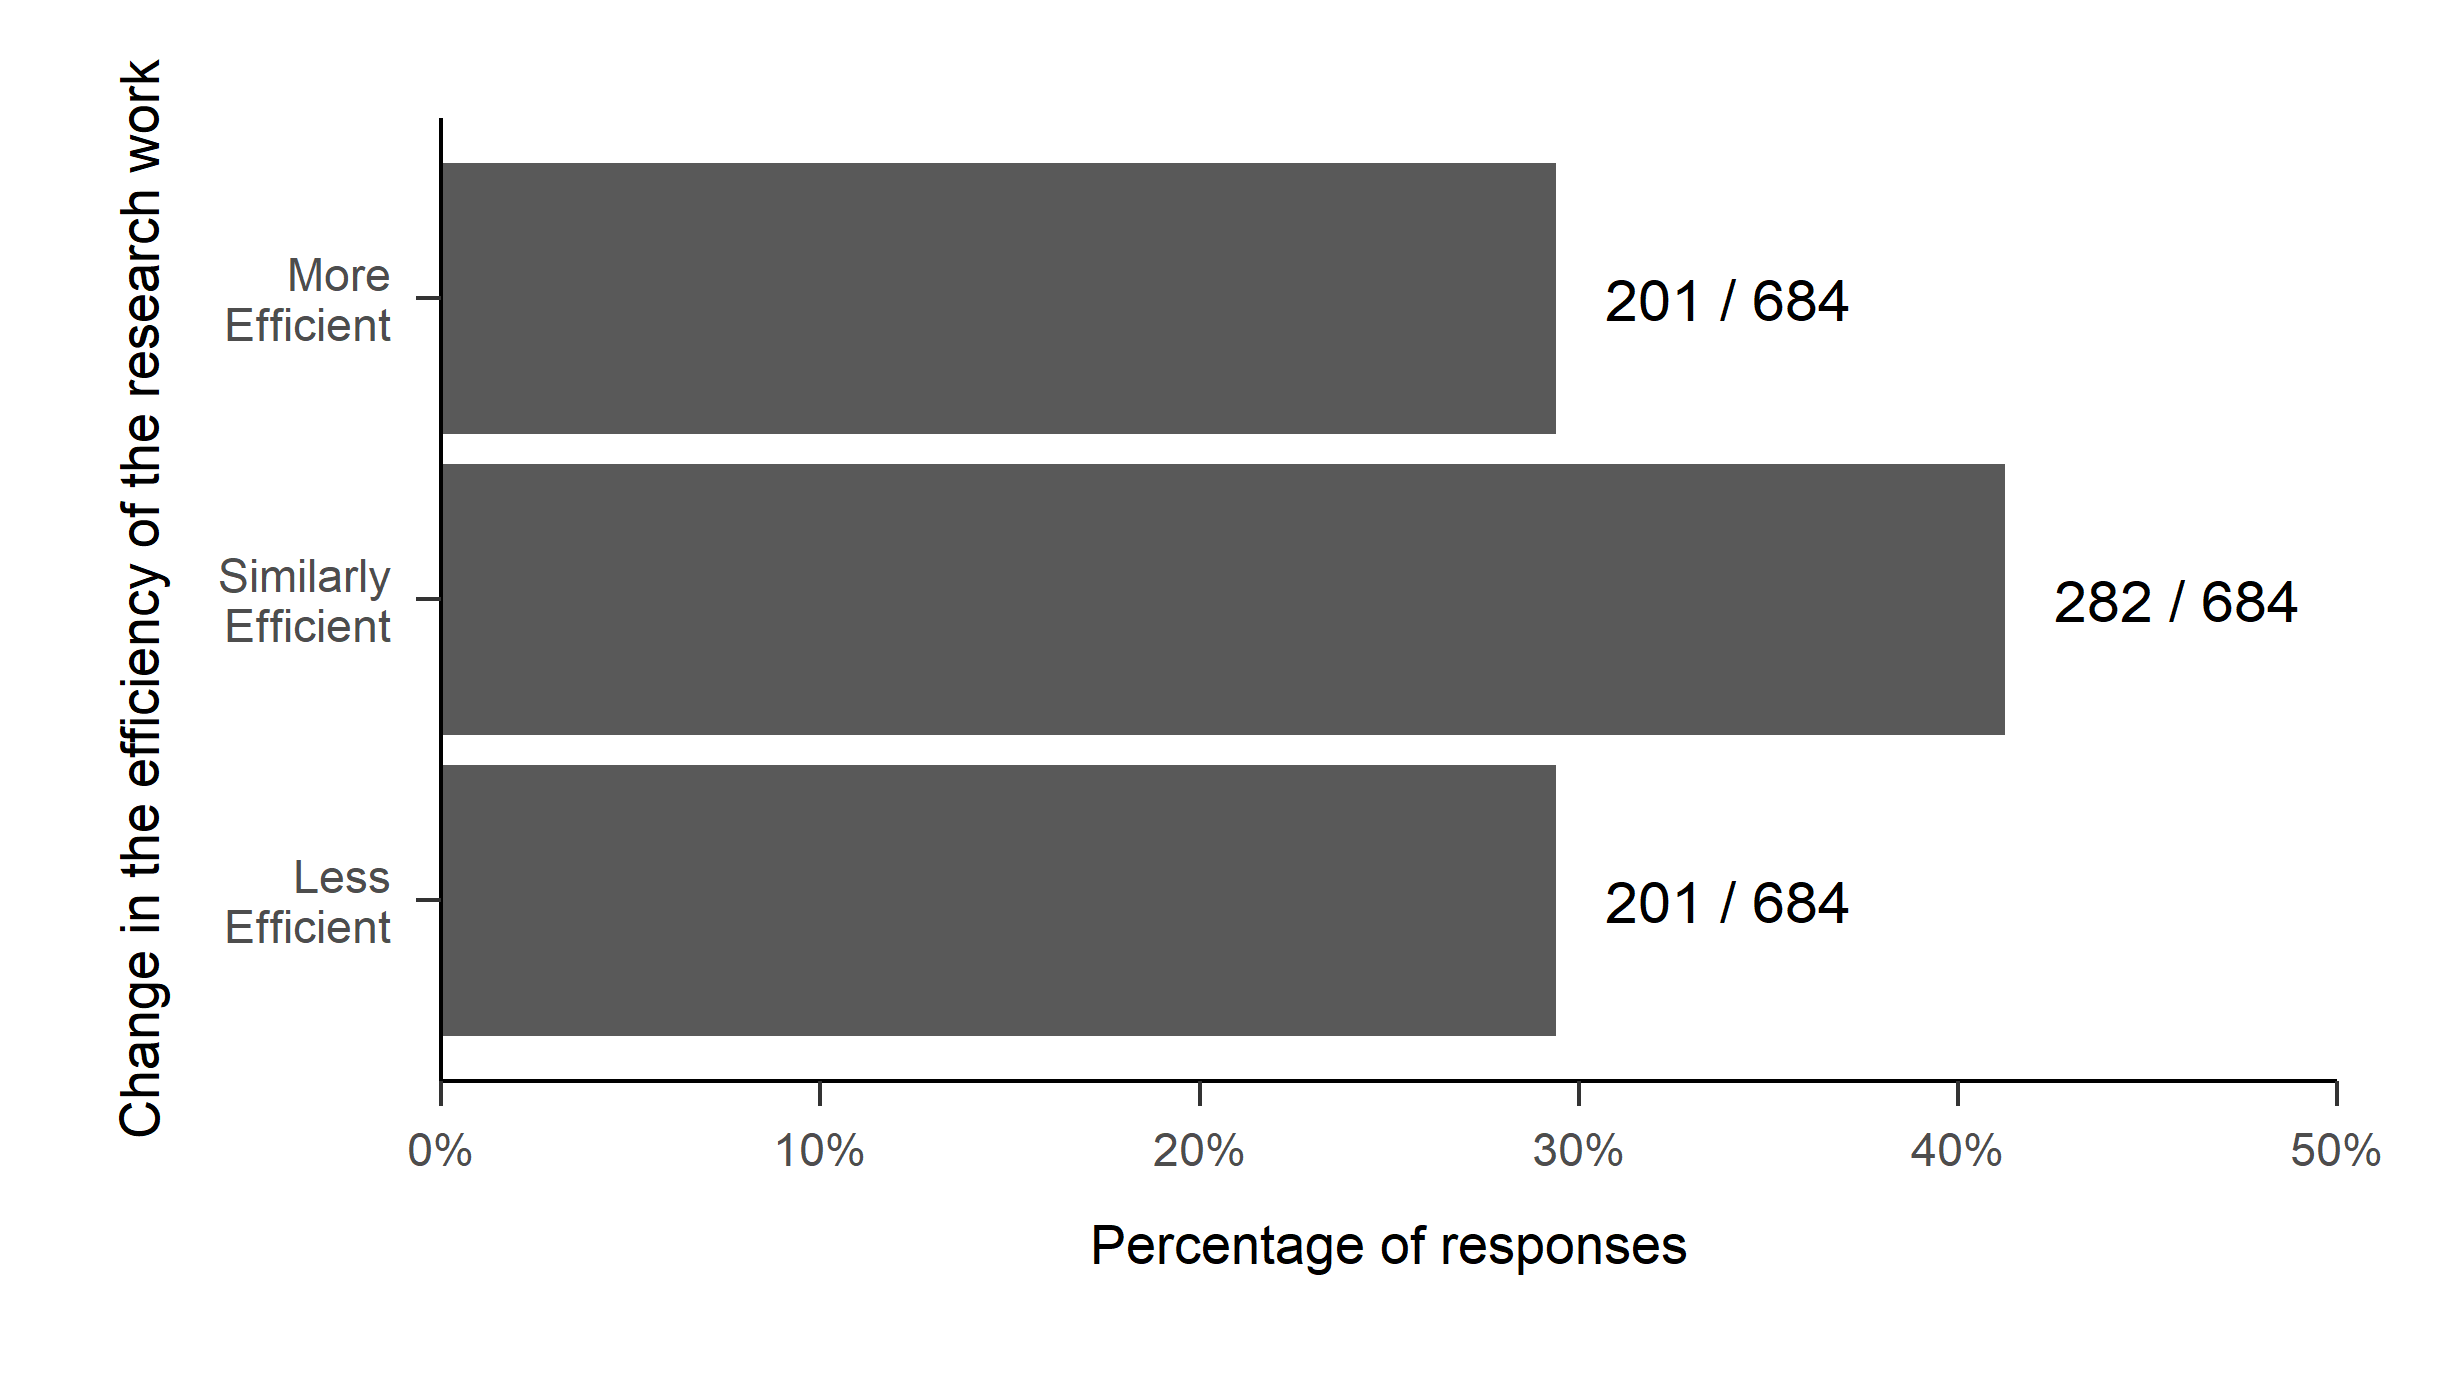 Change in the efficiency of the research work
More
Efficient
201 / 684
Similarly
Efficient
282 / 684
Less
Efficient
201 / 684
0% 10% 20% 30% 40% 50%
Percentage of responses